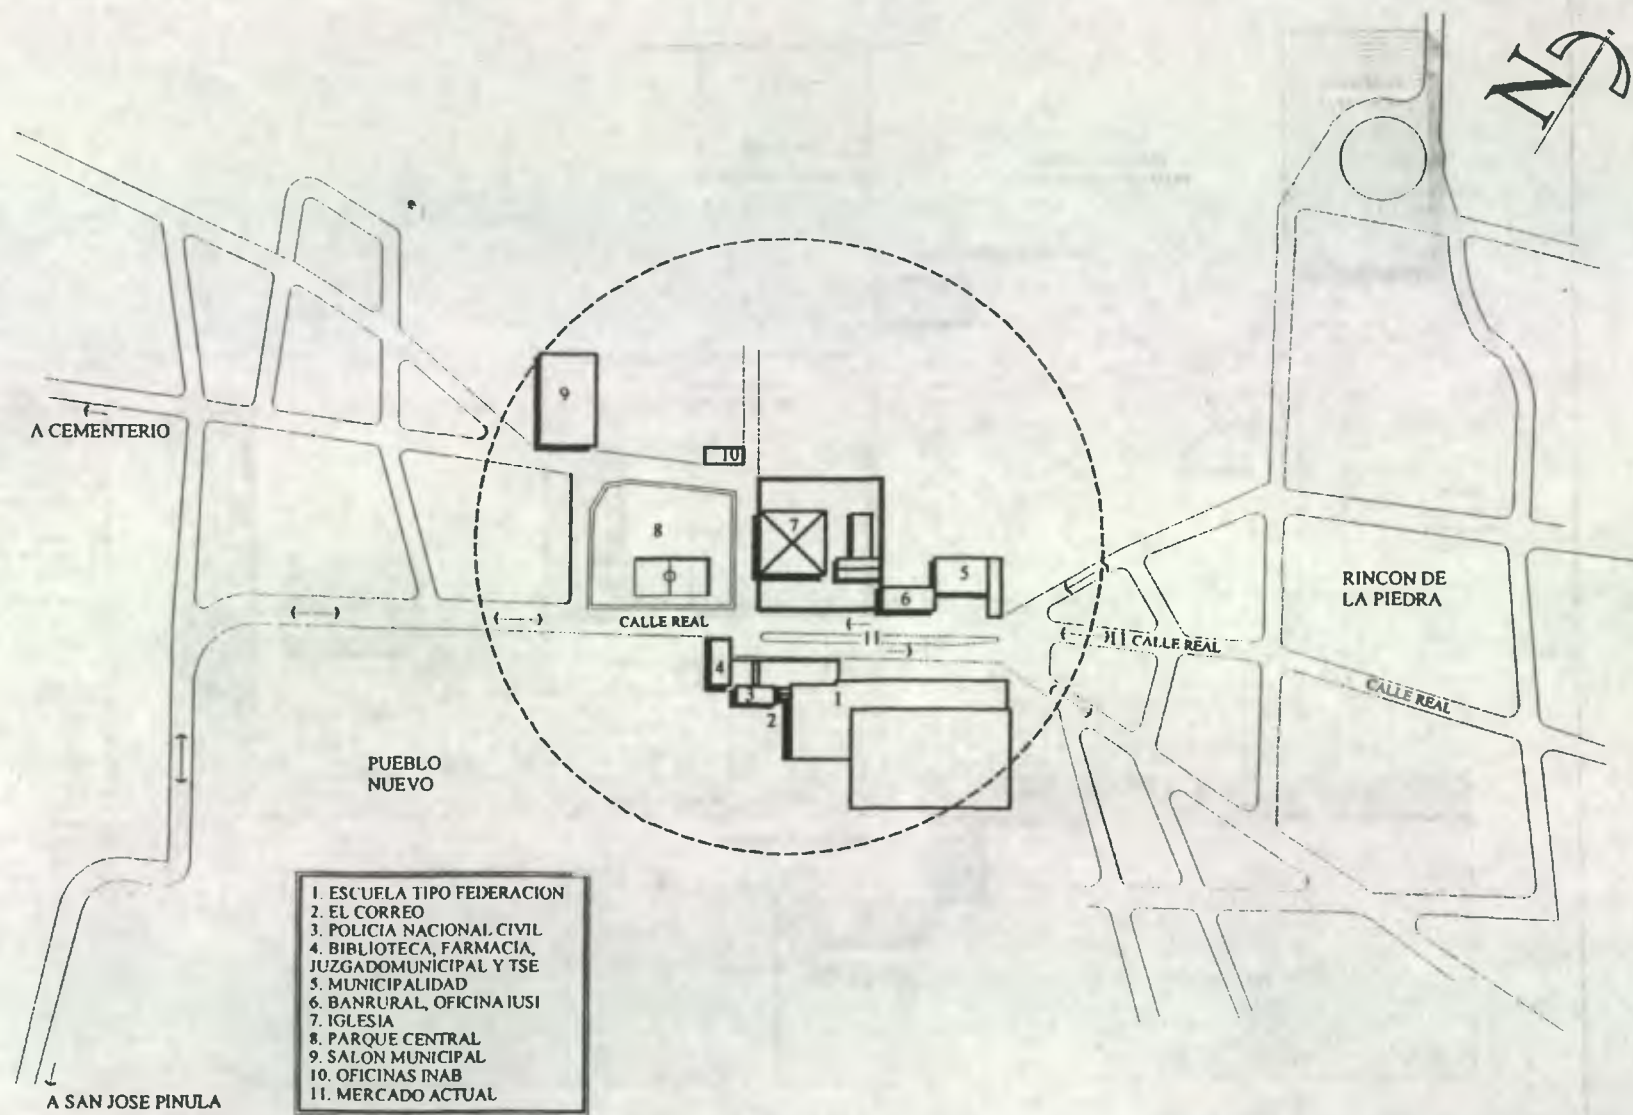 N
9
A CEMENTERIO
10
7
8
5
6
RINCON DE
LA PIEDRA
CALLE REAL
11
11 CALLE REAL
4
3
1
2
CALLE REAL
PUEBLO
NUEVO
1. ESCUELA TIPO FEDERACION
2. EL CORREO
3. POLICIA NACIONAL CIVIL
4. BIBLIOTECA, FARMACIA,
JUZGADOMUNICIPAL Y TSE
5. MUNICIPALIDAD
6. BANRURAL, OFICINA IUSI
7. IGLESIA
8. PARQUE CENTRAL
9. SALON MUNICIPAL
10. OFICINAS INAB
11. MERCADO ACTUAL
A SAN JOSE PINULA